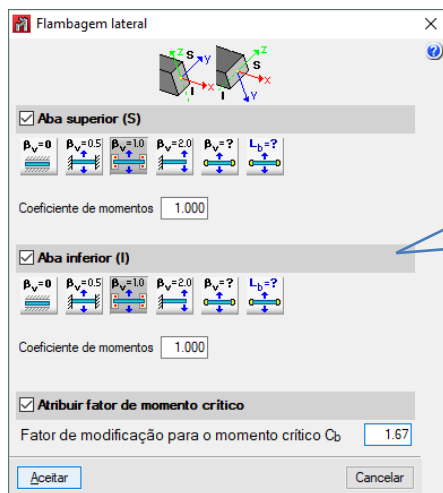 Flambagem lateral
z S y
x
I
z
S
x
I y
Aba superior (S)
βv=0 βv=0.5 βv=1.0 βv=2.0 βv=? Lb=?
Coeficiente de momentos 1.000
Aba inferior (I)
βv=0 βv=0.5 βv=1.0 βv=2.0 βv=? Lb=?
Coeficiente de momentos 1.000
Atribuir fator de momento crítico
Fator de modificação para o momento crítico Cb 1.67
Aceitar Cancelar